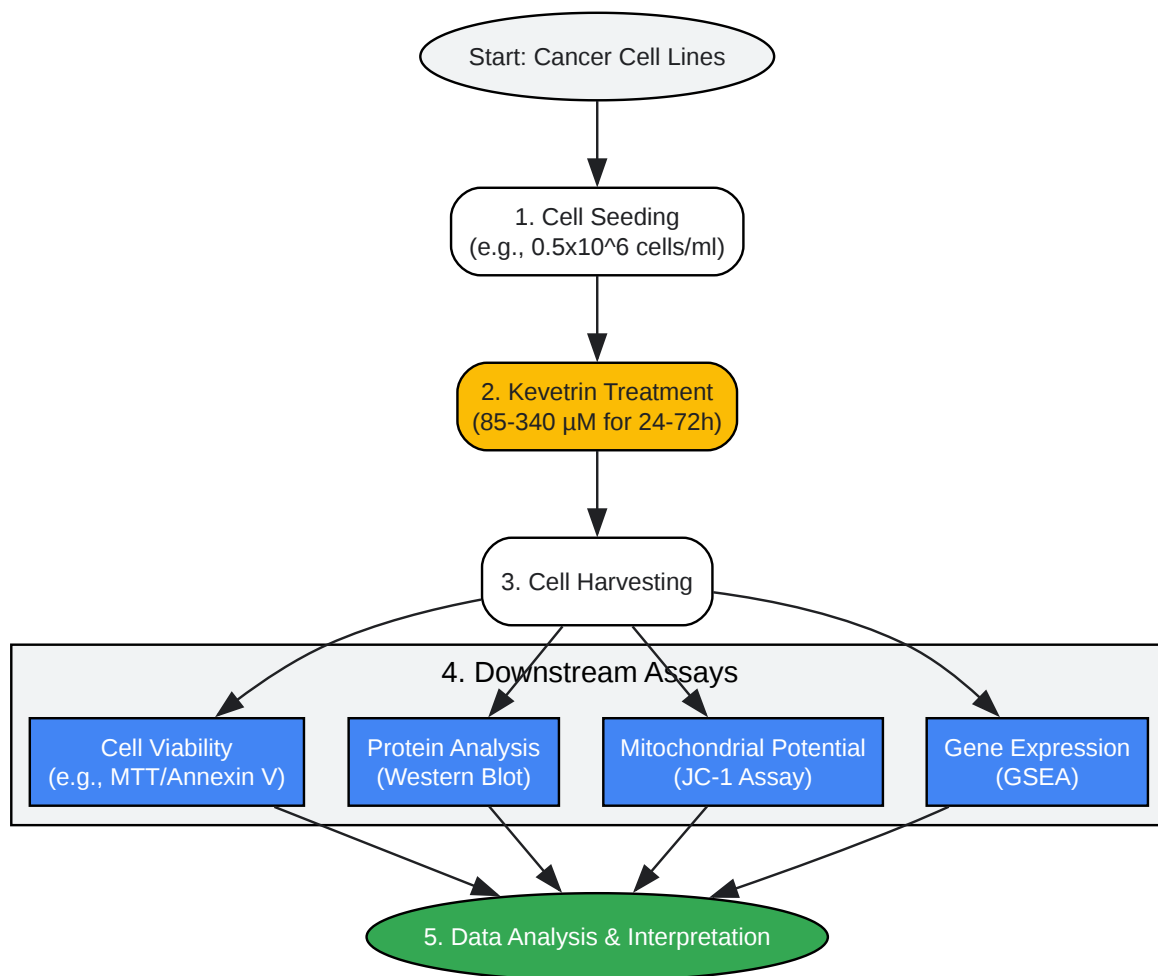 Start: Cancer Cell Lines
1. Cell Seeding
(e.g., 0.5x10^6 cells/ml)
2. Kevetrin Treatment
(85-340 µM for 24-72h)
3. Cell Harvesting
4. Downstream Assays
Cell Viability
(e.g., MTT/Annexin V)
Protein Analysis
(Western Blot)
Mitochondrial Potential
(JC-1 Assay)
Gene Expression
(GSEA)
5. Data Analysis & Interpretation